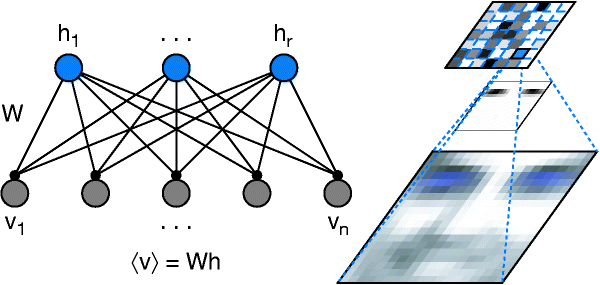 h1 . . . hr
W
v1 . . . vn
⟨v⟩ = Wh